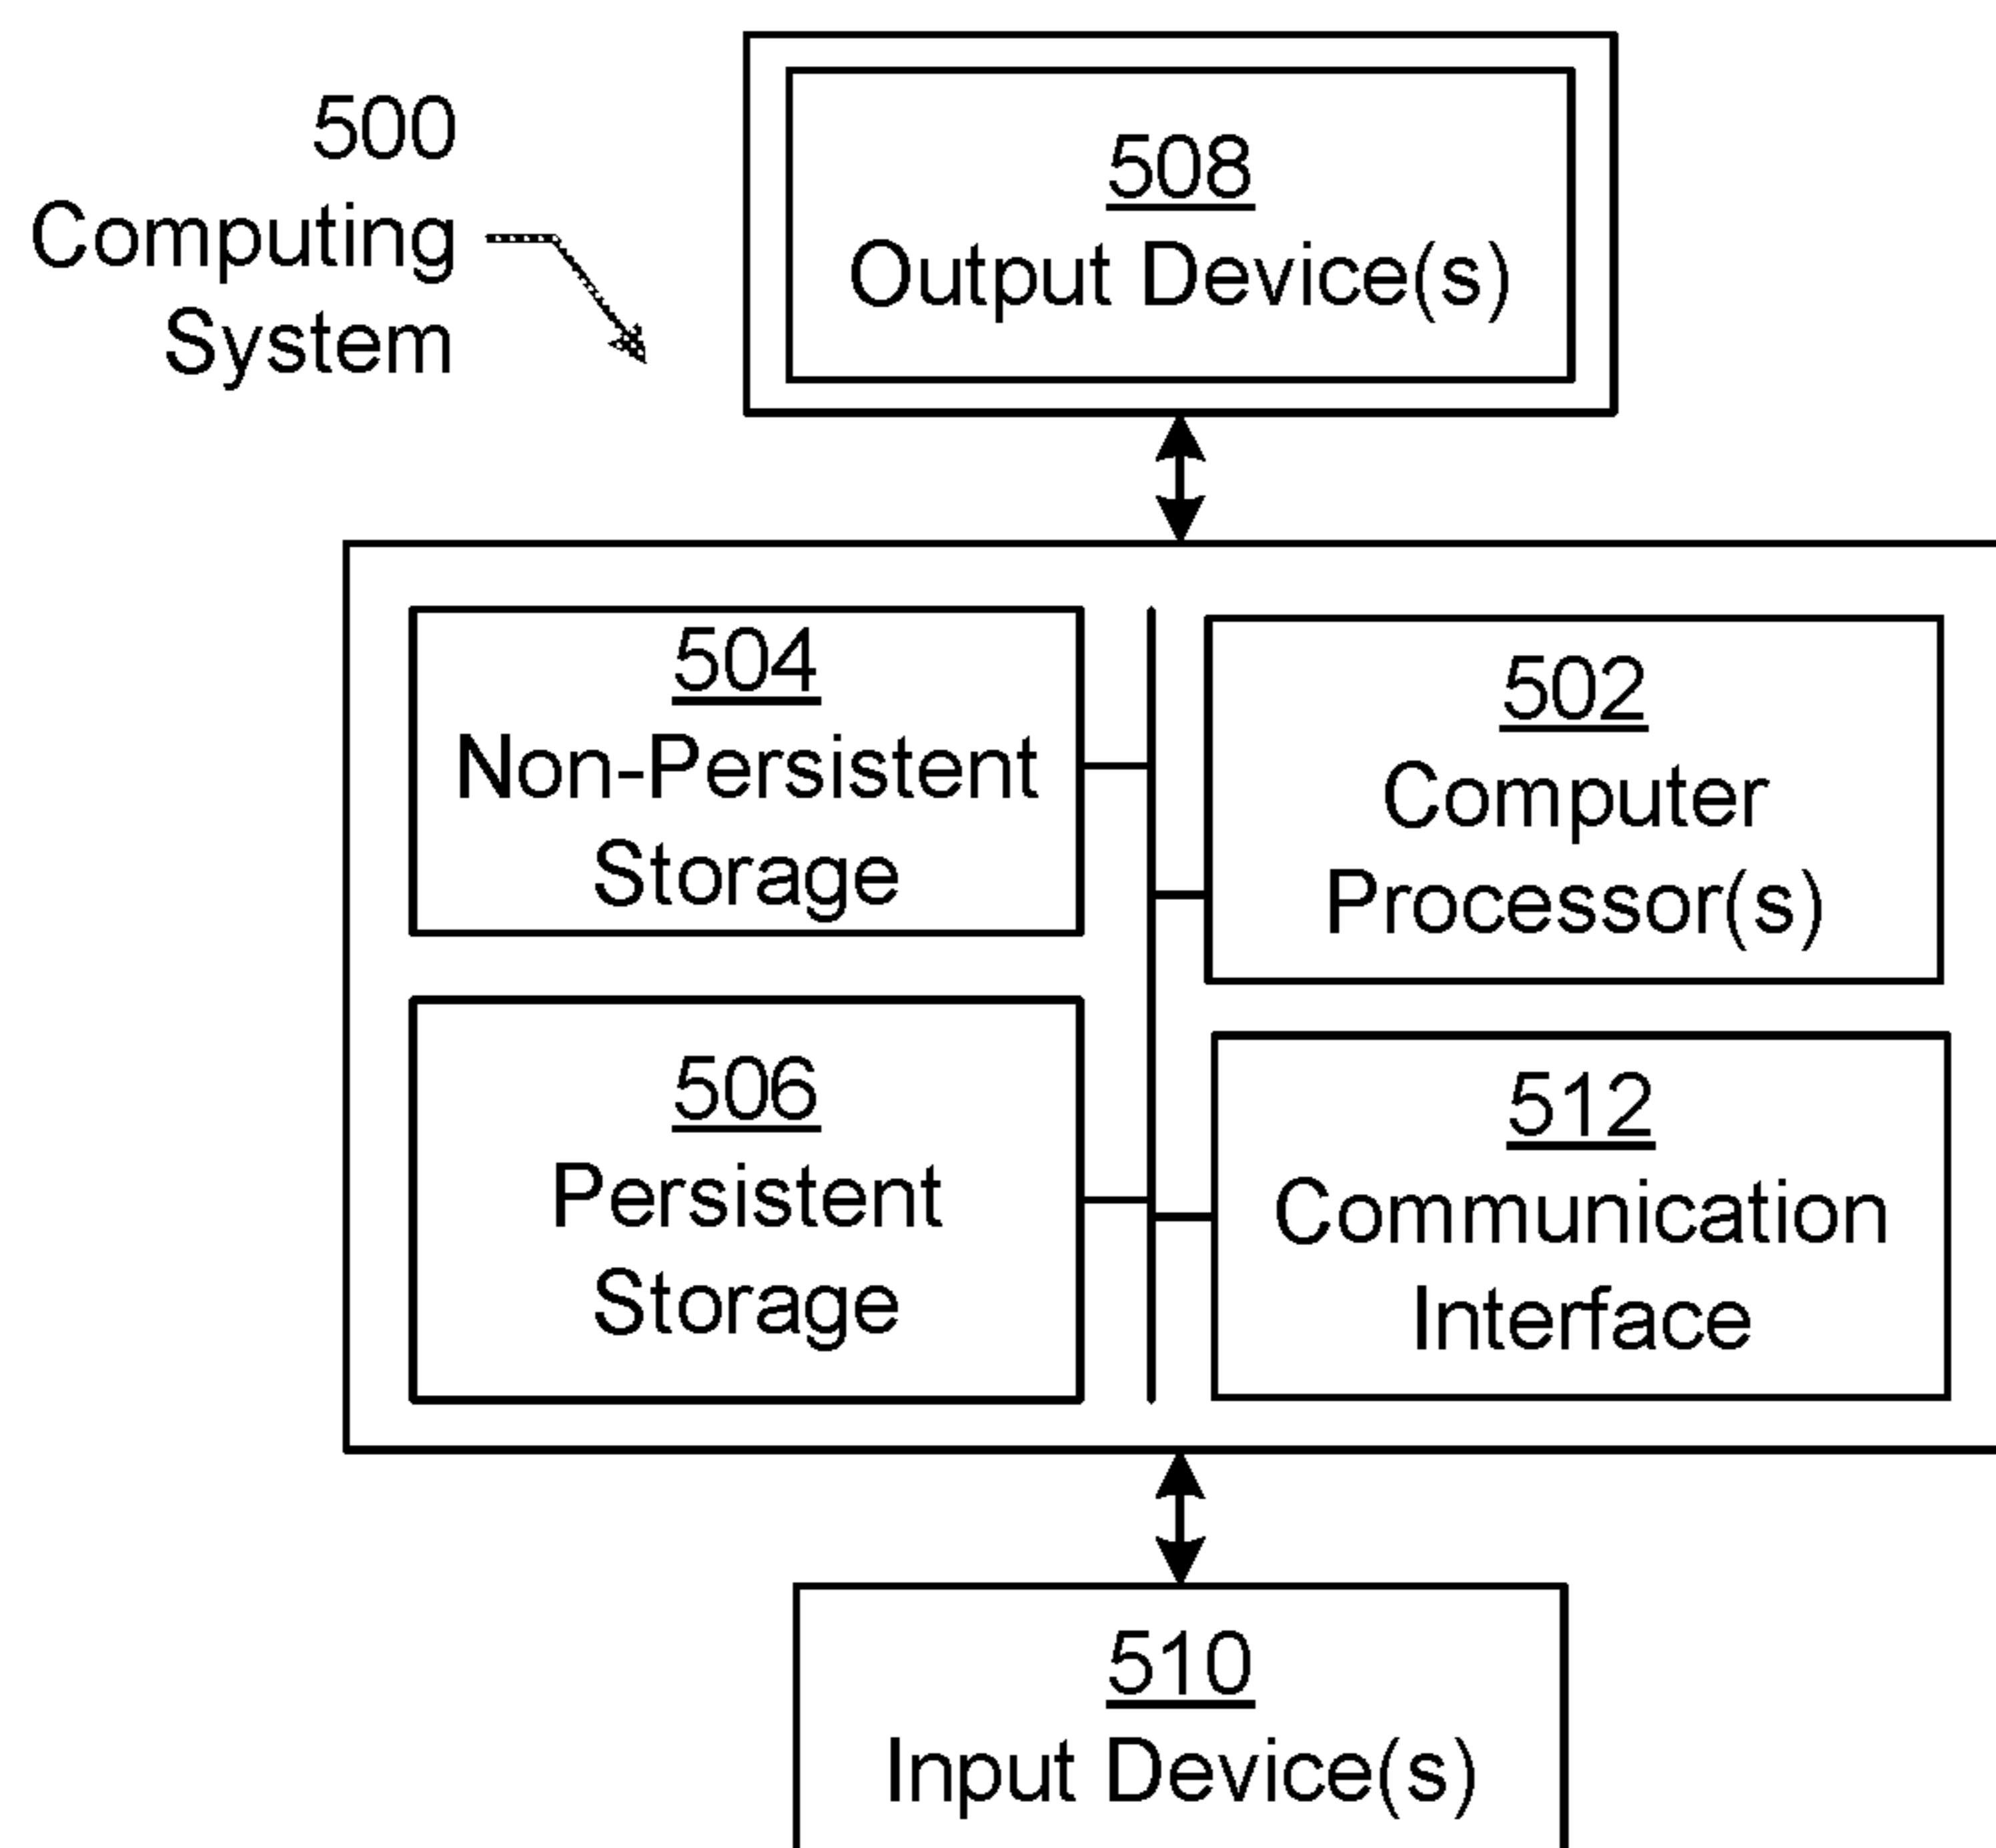 500
Computing
System
508
Output Device(s)
504
Non-Persistent
Storage
502
Computer
Processor(s)
506
Persistent
Storage
512
Communication
Interface
510
Input Device(s)